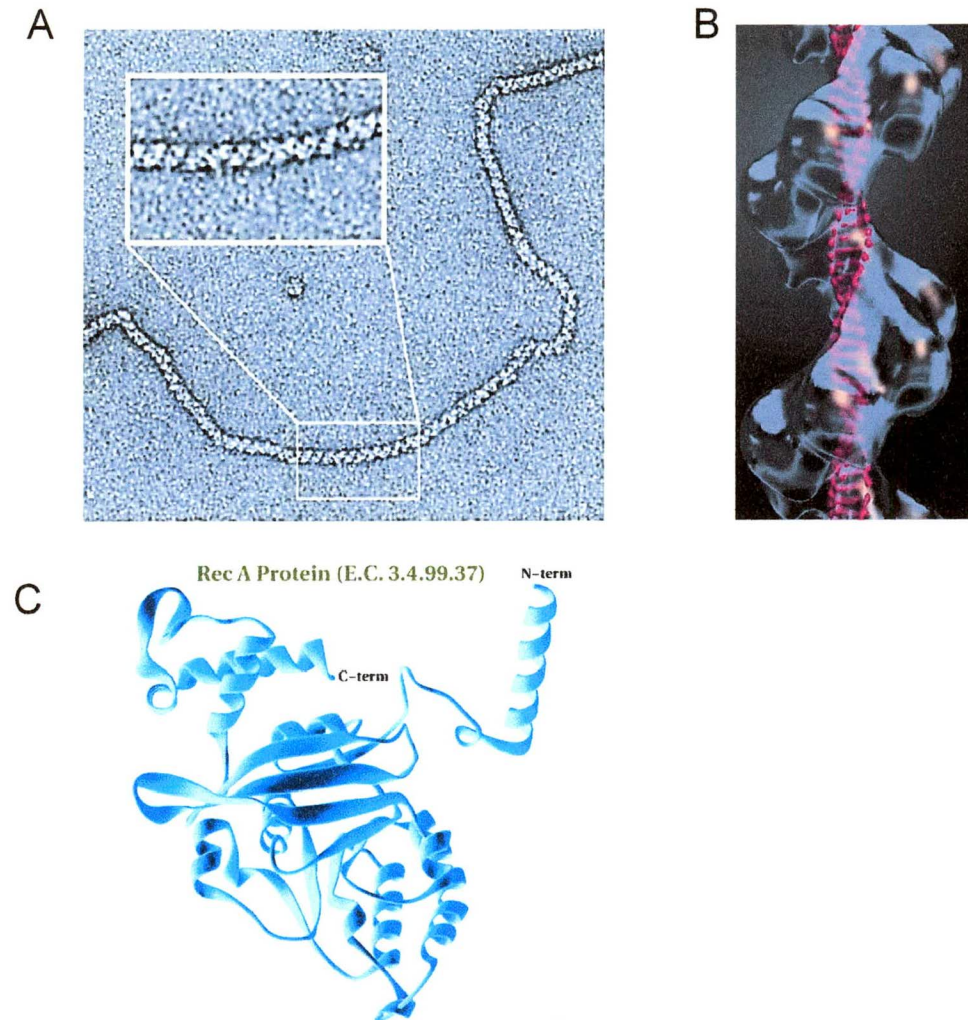 A
B
C
Rec A Protein (E.C. 3.4.99.37)
N-term
C-term